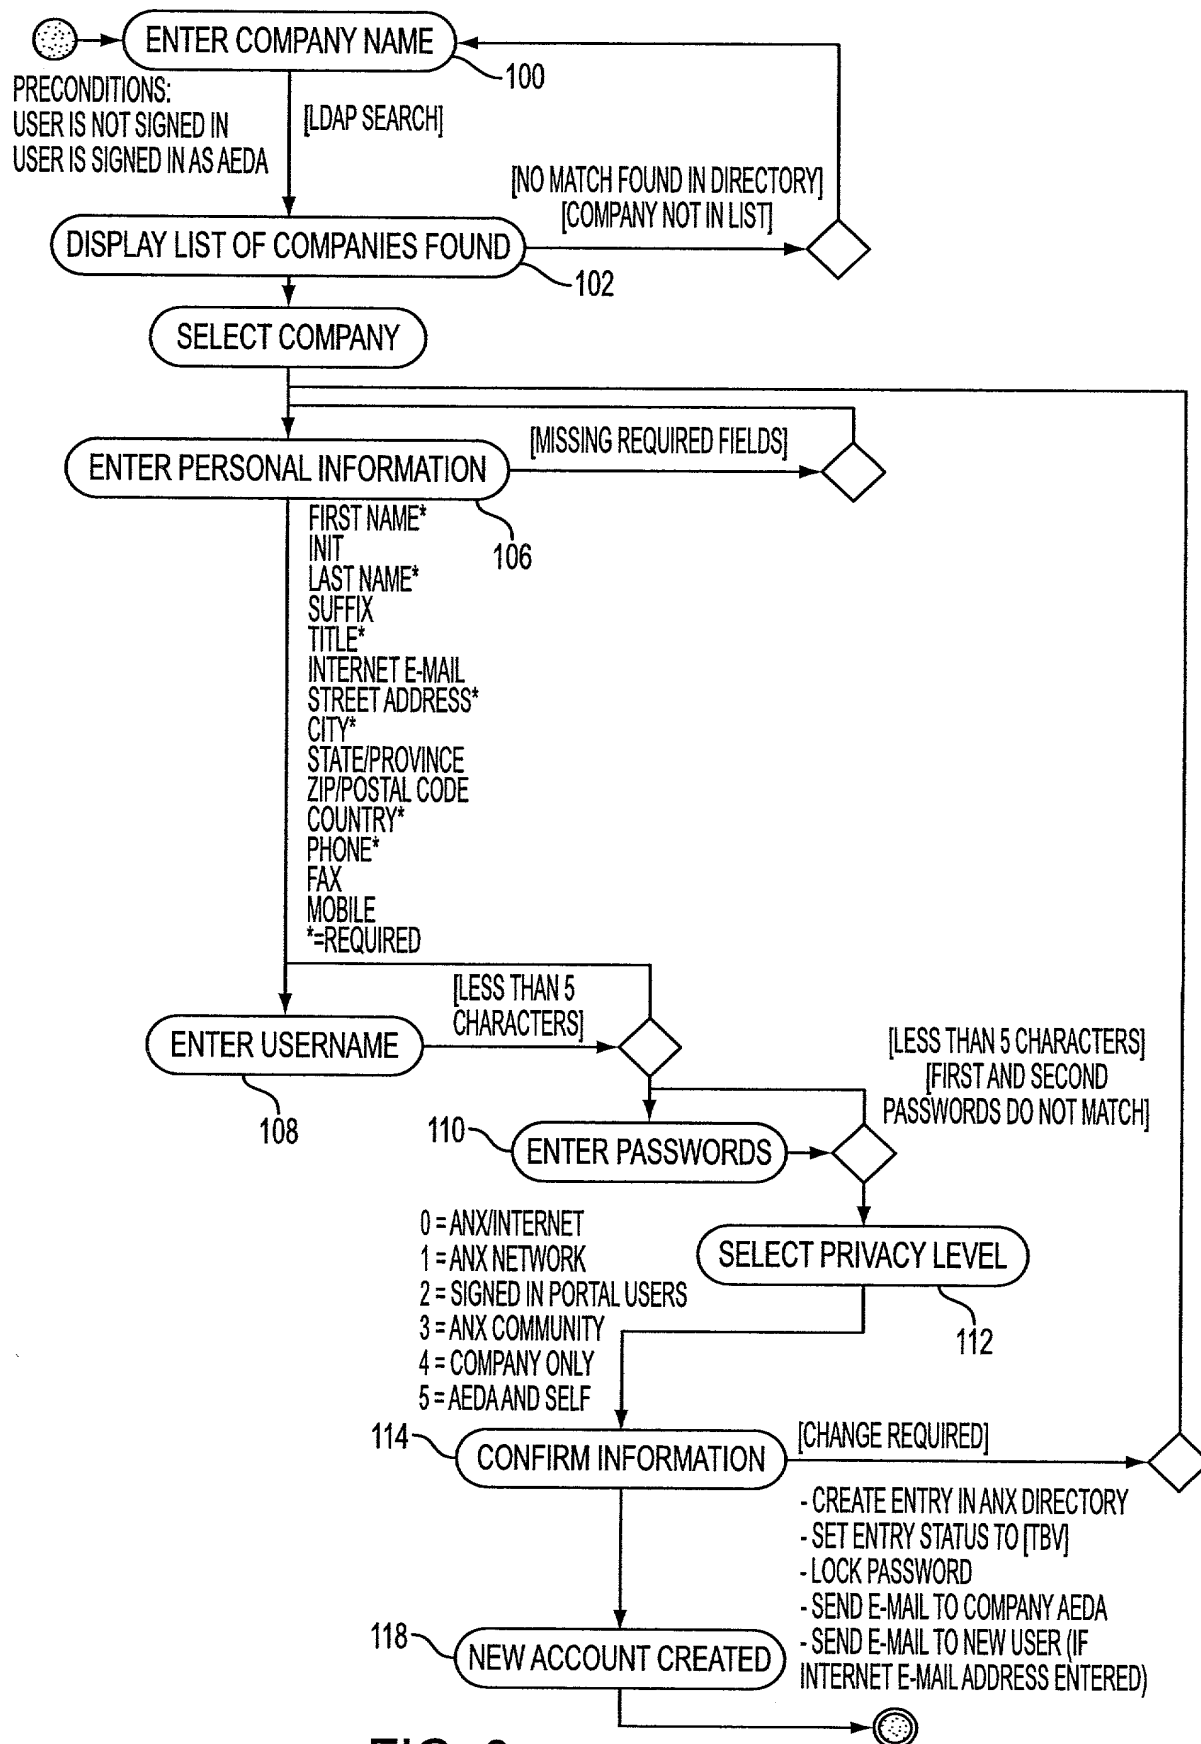 ENTER COMPANY NAME
100
PRECONDITIONS:
USER IS NOT SIGNED IN
USER IS SIGNED IN AS AEDA
[LDAP SEARCH]
[NO MATCH FOUND IN DIRECTORY]
[COMPANY NOT IN LIST]
DISPLAY LIST OF COMPANIES FOUND
102
SELECT COMPANY
[MISSING REQUIRED FIELDS]
ENTER PERSONAL INFORMATION
106
FIRST NAME*
INIT
LAST NAME*
SUFFIX
TITLE*
INTERNET E-MAIL
STREET ADDRESS*
CITY*
STATE/PROVINCE
ZIP/POSTAL CODE
COUNTRY*
PHONE*
FAX
MOBILE
*=REQUIRED
[LESS THAN 5
CHARACTERS]
ENTER USERNAME
108
[LESS THAN 5 CHARACTERS]
[FIRST AND SECOND
PASSWORDS DO NOT MATCH]
110
ENTER PASSWORDS
0 = ANX/INTERNET
1 = ANX NETWORK
2 = SIGNED IN PORTAL USERS
3 = ANX COMMUNITY
4 = COMPANY ONLY
5 = AEDA AND SELF
SELECT PRIVACY LEVEL
112
114
CONFIRM INFORMATION
[CHANGE REQUIRED]
- CREATE ENTRY IN ANX DIRECTORY
- SET ENTRY STATUS TO [TBV]
- LOCK PASSWORD
- SEND E-MAIL TO COMPANY AEDA
- SEND E-MAIL TO NEW USER (IF
INTERNET E-MAIL ADDRESS ENTERED)
118
NEW ACCOUNT CREATED